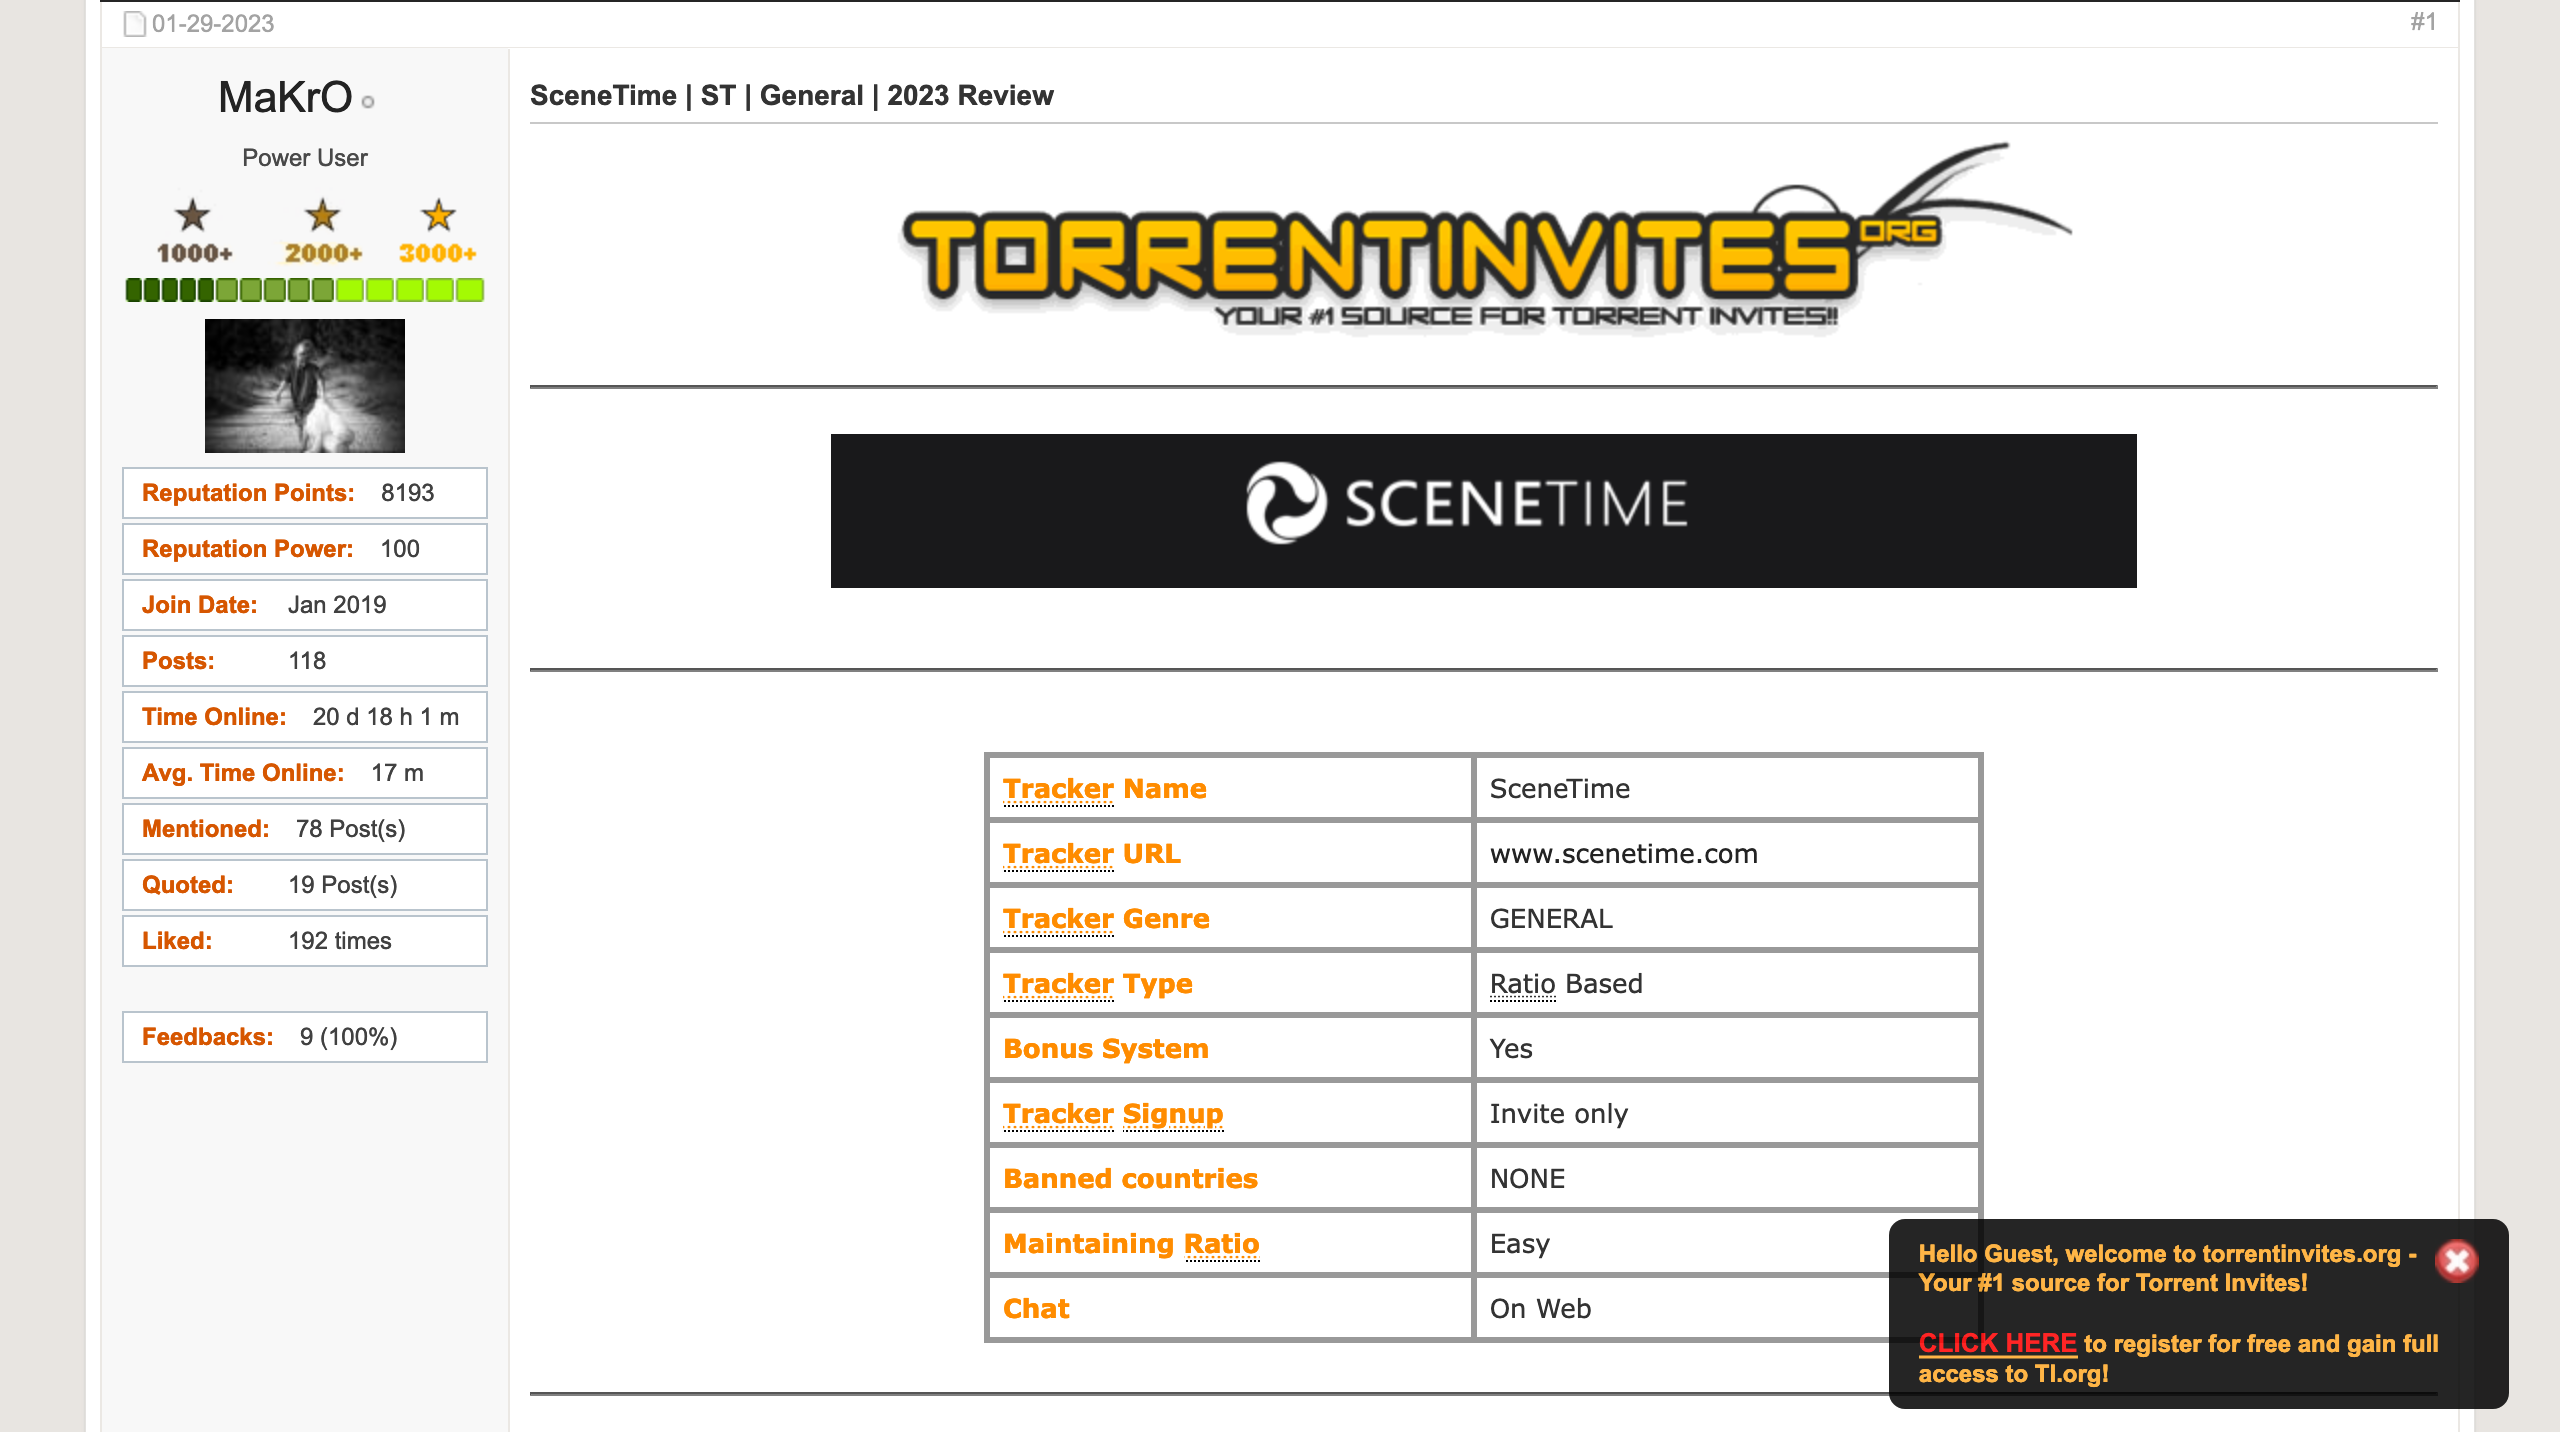 01-29-2023
#1
MaKrO
Power User
1000+ 2000+ 3000+
Reputation Points: 8193
Reputation Power: 100
Join Date: Jan 2019
Posts: 118
Time Online: 20 d 18 h 1 m
Avg. Time Online: 17 m
Mentioned: 78 Post(s)
Quoted: 19 Post(s)
Liked: 192 times
Feedbacks: 9 (100%)
SceneTime | ST | General | 2023 Review
TORRENTINVITES ORG
YOUR #1 SOURCE FOR TORRENT INVITES!!
SCENETIME
Tracker Name SceneTime
Tracker URL www.scenetime.com
Tracker Genre GENERAL
Tracker Type Ratio Based
Bonus System Yes
Tracker Signup Invite only
Banned countries NONE
Maintaining Ratio Easy
Chat On Web
Hello Guest, welcome to torrentinvites.org -
Your #1 source for Torrent Invites!
CLICK HERE to register for free and gain full
access to TI.org!